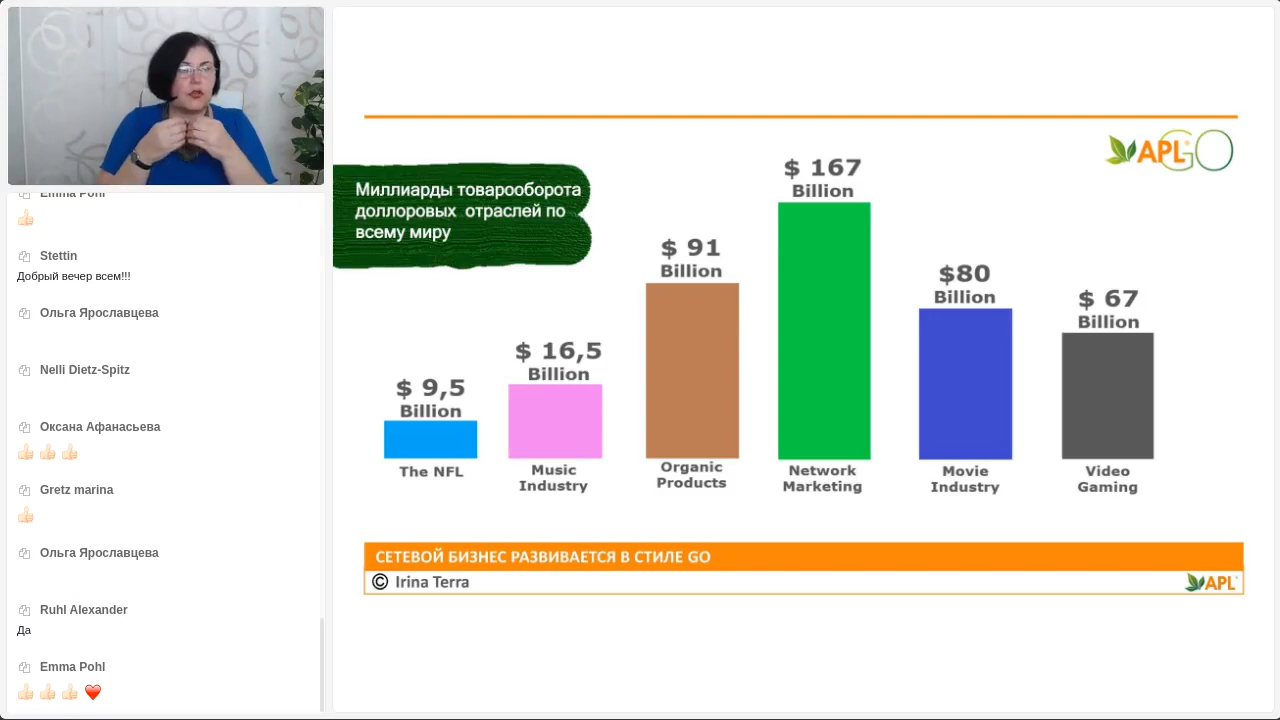 Emma Pohl
Stettin
Добрый вечер всем!!!
Ольга Ярославцева
Nelli Dietz-Spitz
Оксана Афанасьева
Gretz marina
Ольга Ярославцева
Ruhl Alexander
Да
Emma Pohl
APL GO
Миллиарды товарооборота
доллоровых отраслей по
всему миру
$ 9,5
Billion
The NFL
$ 16,5
Billion
Music
Industry
$ 91
Billion
Organic
Products
$ 167
Billion
Network
Marketing
$80
Billion
Movie
Industry
$ 67
Billion
Video
Gaming
СЕТЕВОЙ БИЗНЕС РАЗВИВАЕТСЯ В СТИЛЕ GO
© Irina Terra
APL